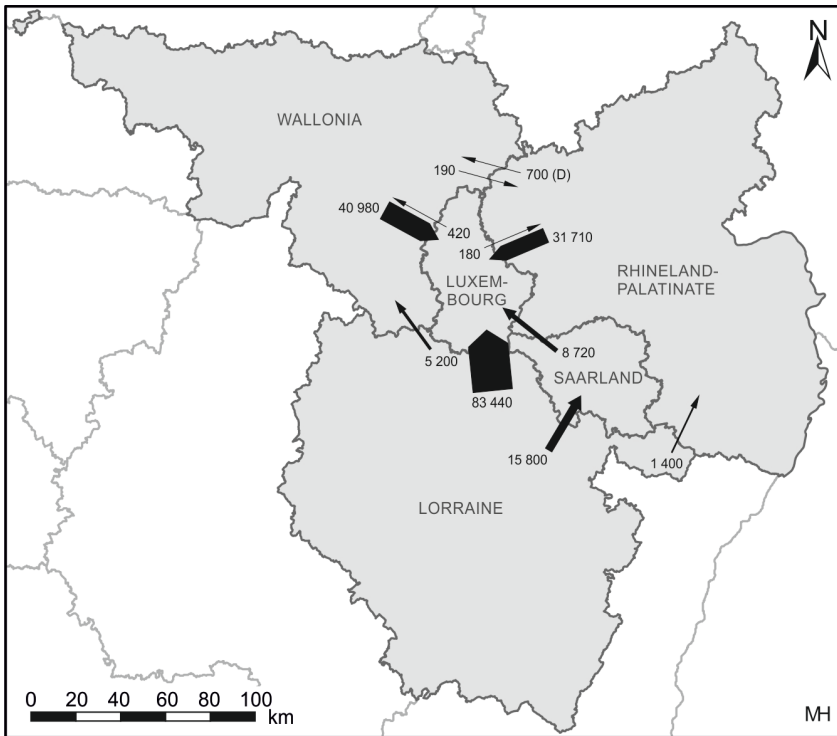 N
WALLONIA
190
700 (D)
40 980
420
180
31 710
LUXEM-
BOURG
RHINELAND-
PALATINATE
5 200
8 720
SAARLAND
83 440
15 800
1 400
LORRAINE
0 20 40 60 80 100
km
MH